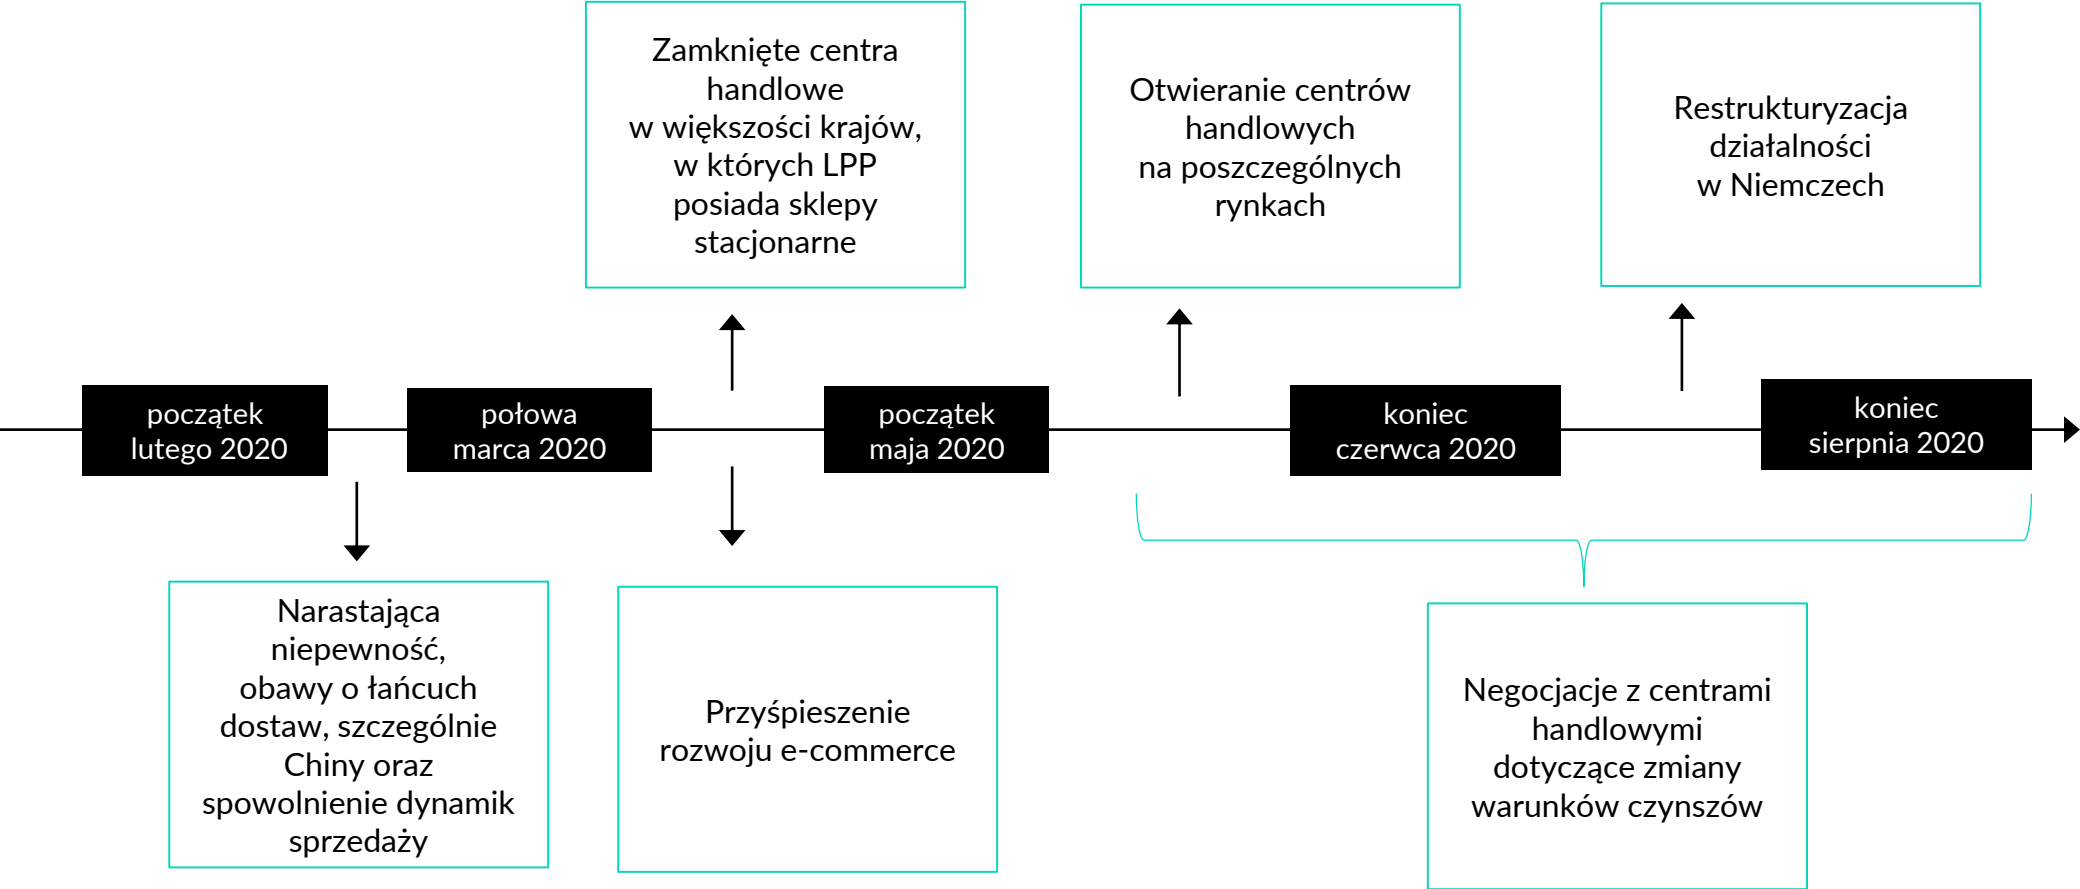 Zamknięte centra
handlowe
w większości krajów,
w których LPP
posiada sklepy
stacjonarne
Otwieranie centrów
handlowych
na poszczególnych
rynkach
Restrukturyzacja
działalności
w Niemczech
początek
lutego 2020
połowa
marca 2020
początek
maja 2020
koniec
czerwca 2020
koniec
sierpnia 2020
Narastająca
niepewność,
obawy o łańcuch
dostaw, szczególnie
Chiny oraz
spowolnienie dynamik
sprzedaży
Przyśpieszenie
rozwoju e-commerce
Negocjacje z centrami
handlowymi
dotyczące zmiany
warunków czynszów